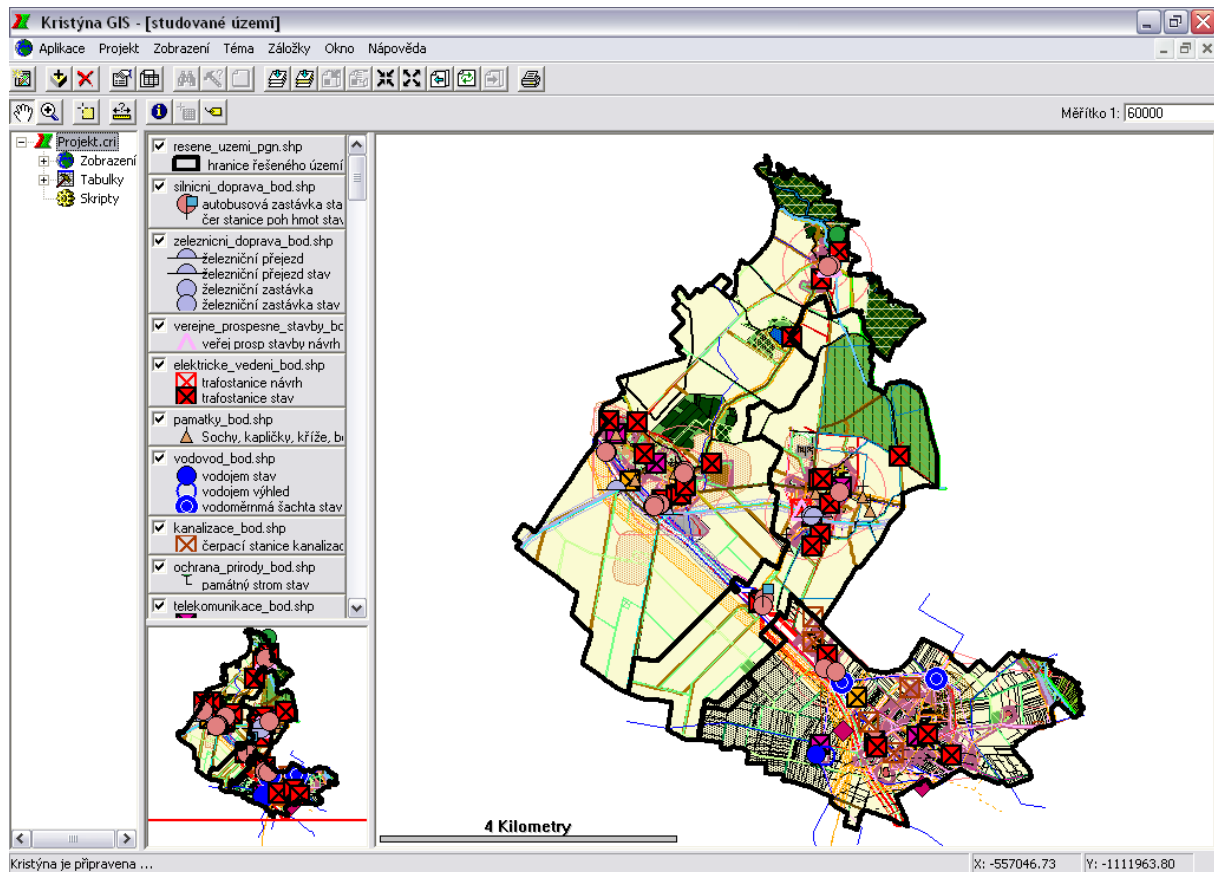 Kristýna GIS - [studované území]
Aplikace Projekt Zobrazení Téma Záložky Okno Nápověda
Měřítko 1: 60000
Projekt.cri
Zobrazení
Tabulky
Skripty
resene_uzemi_pgn.shp
hranice řešeného území
silnicni_doprava_bod.shp
autobusová zastávka sta
čer stanice poh hmot stav
zeleznicni_doprava_bod.shp
železniční přejezd
železniční přejezd stav
železniční zastávka
železniční zastávka stav
verejne_prospesne_stavby_bo
veřej prosp stavby návrh
elektricke_vedeni_bod.shp
trafostanice návrh
trafostanice stav
pamatky_bod.shp
Sochy, kapličky, kříže, b
vodovod_bod.shp
vodojem stav
vodojem výhled
vodoměrnmá šachta stav
kanalizace_bod.shp
čerpací stanice kanalizac
ochrana_prirody_bod.shp
památný strom stav
telekomunikace_bod.shp
4 Kilometry
Kristýna je připravena ...
X: -557046.73 Y: -1111963.80